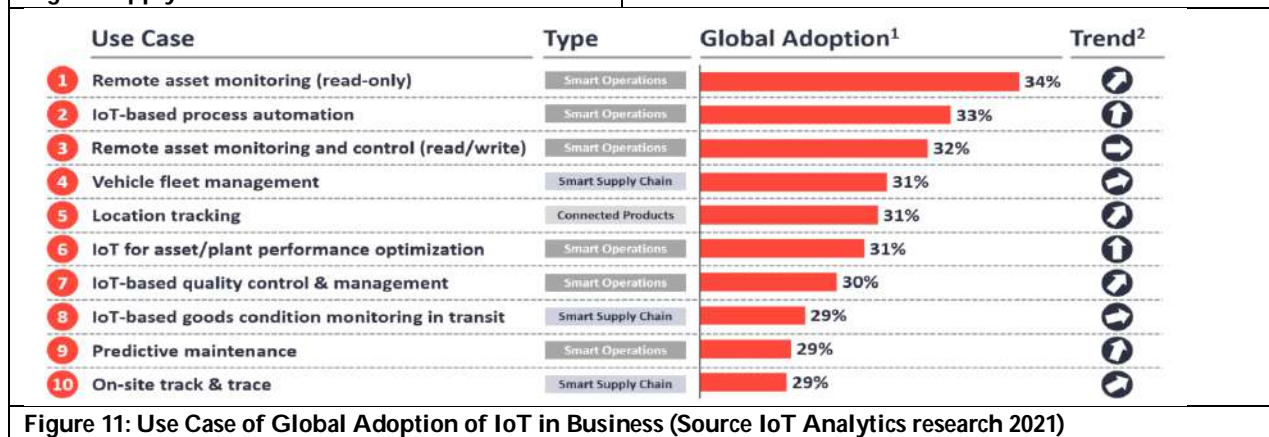 Use Case Type Global Adoption¹ Trend²
1 Remote asset monitoring (read-only) Smart Operations 34%
2 IoT-based process automation Smart Operations 33%
3 Remote asset monitoring and control (read/write) Smart Operations 32%
4 Vehicle fleet management Smart Supply Chain 31%
5 Location tracking Connected Products 31%
6 IoT for asset/plant performance optimization Smart Operations 31%
7 IoT-based quality control & management Smart Operations 30%
8 IoT-based goods condition monitoring in transit Smart Supply Chain 29%
9 Predictive maintenance Smart Operations 29%
10 On-site track & trace Smart Supply Chain 29%
Figure 11: Use Case of Global Adoption of IoT in Business (Source IoT Analytics research 2021)